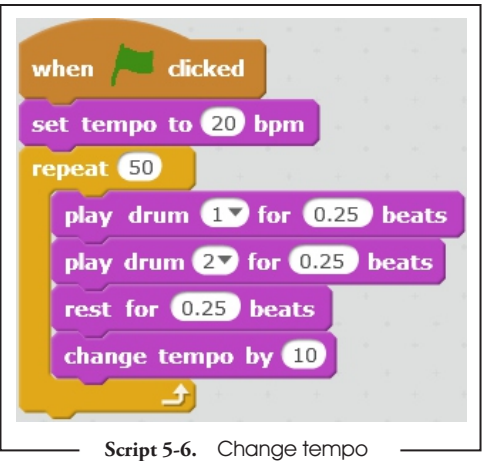 when clicked
set tempo to 20 bpm
repeat 50
play drum 1 for 0.25 beats
play drum 2 for 0.25 beats
rest for 0.25 beats
change tempo by 10
Script 5-6. Change tempo